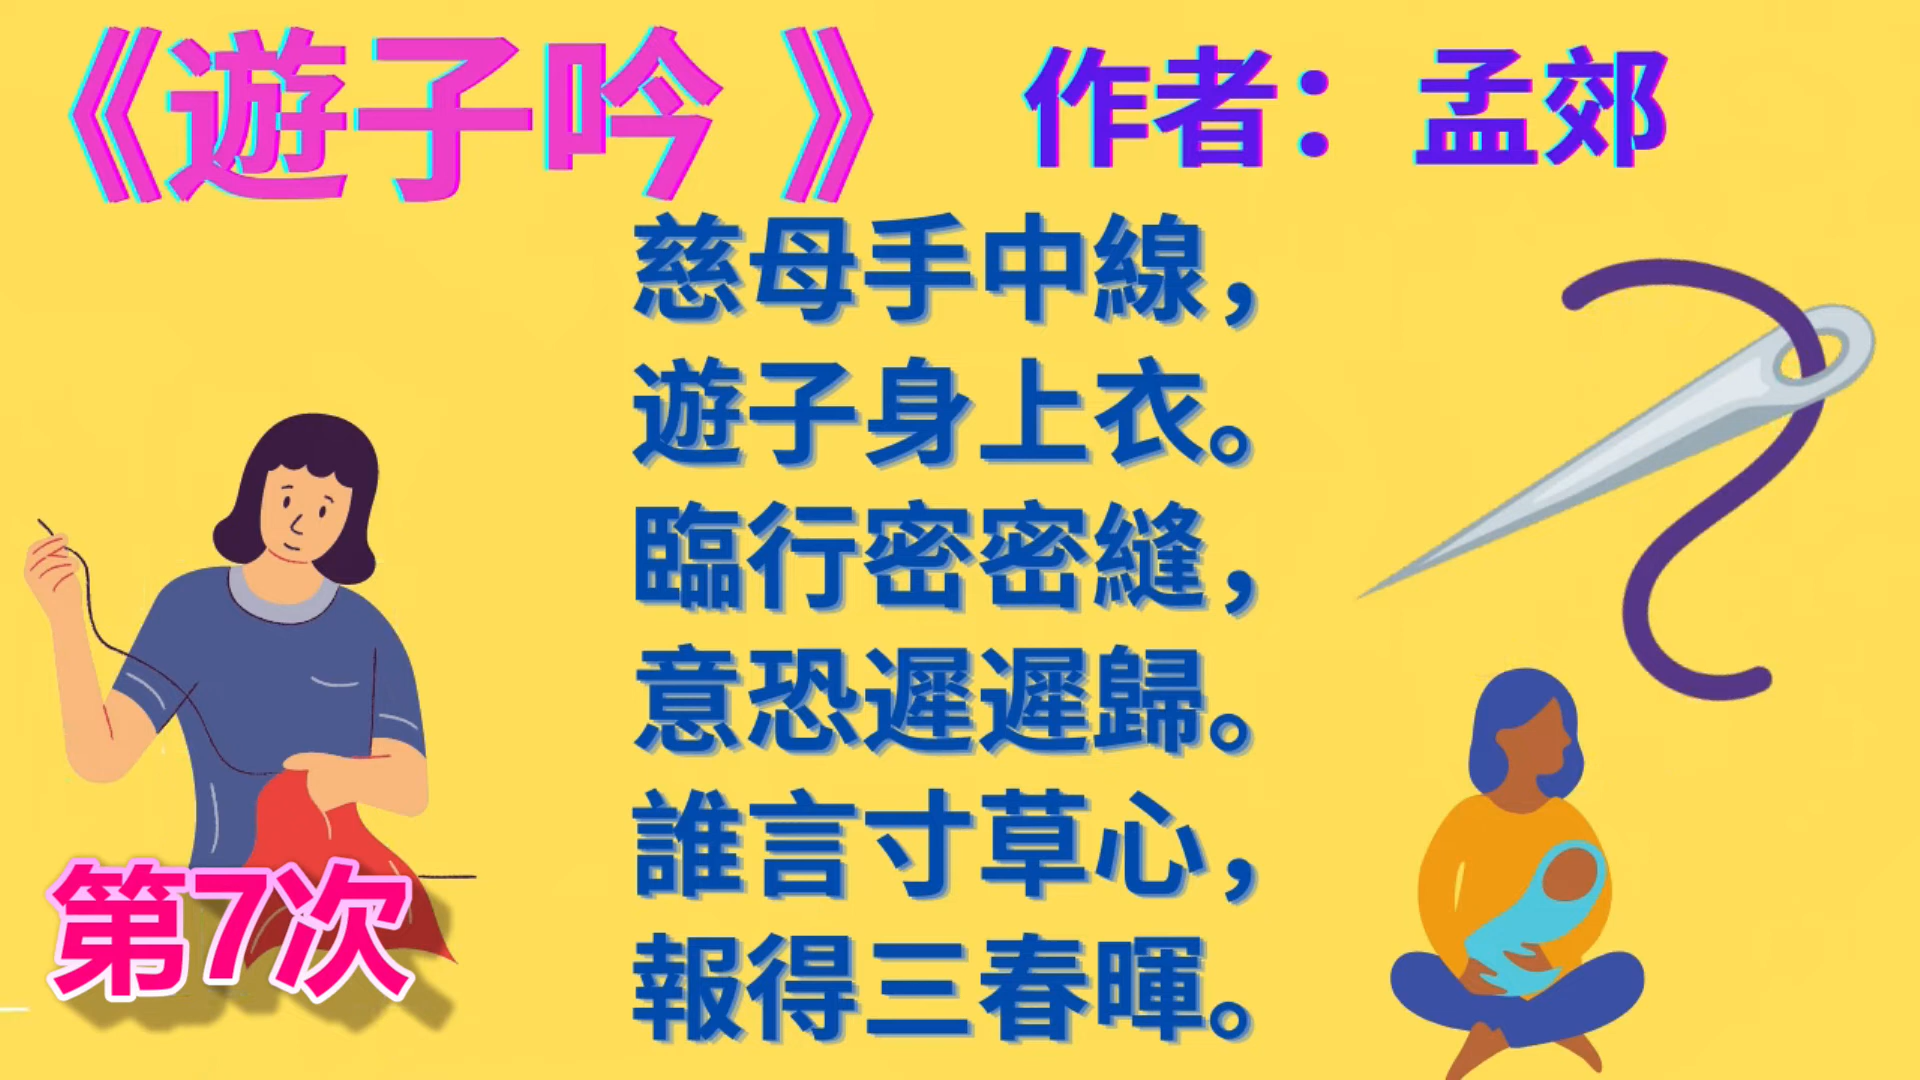 《遊子吟 》 作者：孟郊
慈母手中線，
遊子身上衣。
臨行密密縫，
意恐遲遲歸。
誰言寸草心，
報得三春暉。
第7次